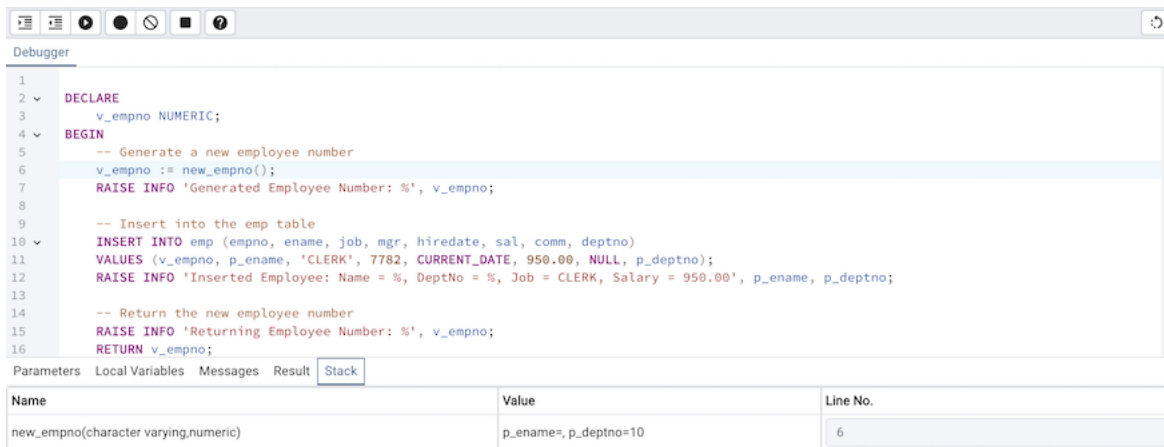 Debugger
1
2 DECLARE
3 v_empno NUMERIC;
4 BEGIN
5 -- Generate a new employee number
6 v_empno := new_empno();
7 RAISE INFO 'Generated Employee Number: %', v_empno;
8
9 -- Insert into the emp table
10 INSERT INTO emp (empno, ename, job, mgr, hiredate, sal, comm, deptno)
11 VALUES (v_empno, p_ename, 'CLERK', 7782, CURRENT_DATE, 950.00, NULL, p_deptno);
12 RAISE INFO 'Inserted Employee: Name = %, DeptNo = %, Job = CLERK, Salary = 950.00', p_ename, p_deptno;
13
14 -- Return the new employee number
15 RAISE INFO 'Returning Employee Number: %', v_empno;
16 RETURN v_empno;
Parameters Local Variables Messages Result Stack
Name Value Line No.
new_empno(character varying,numeric) p_ename=, p_deptno=10 6